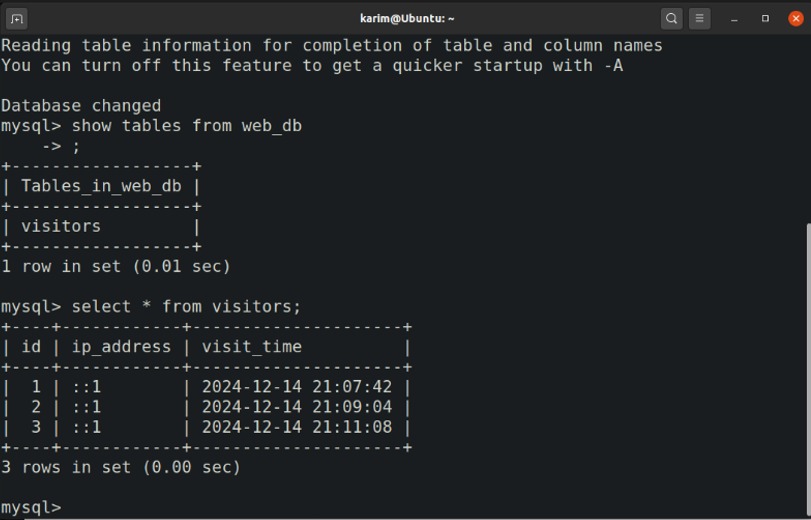 karim@Ubuntu: ~
Reading table information for completion of table and column names
You can turn off this feature to get a quicker startup with -A

Database changed
mysql> show tables from web_db
    -> ;
+------------------+
| Tables_in_web_db |
+------------------+
| visitors         |
+------------------+
1 row in set (0.01 sec)

mysql> select * from visitors;
+----+------------+---------------------+
| id | ip_address | visit_time          |
+----+------------+---------------------+
|  1 | ::1        | 2024-12-14 21:07:42 |
|  2 | ::1        | 2024-12-14 21:09:04 |
|  3 | ::1        | 2024-12-14 21:11:08 |
+----+------------+---------------------+
3 rows in set (0.00 sec)

mysql>